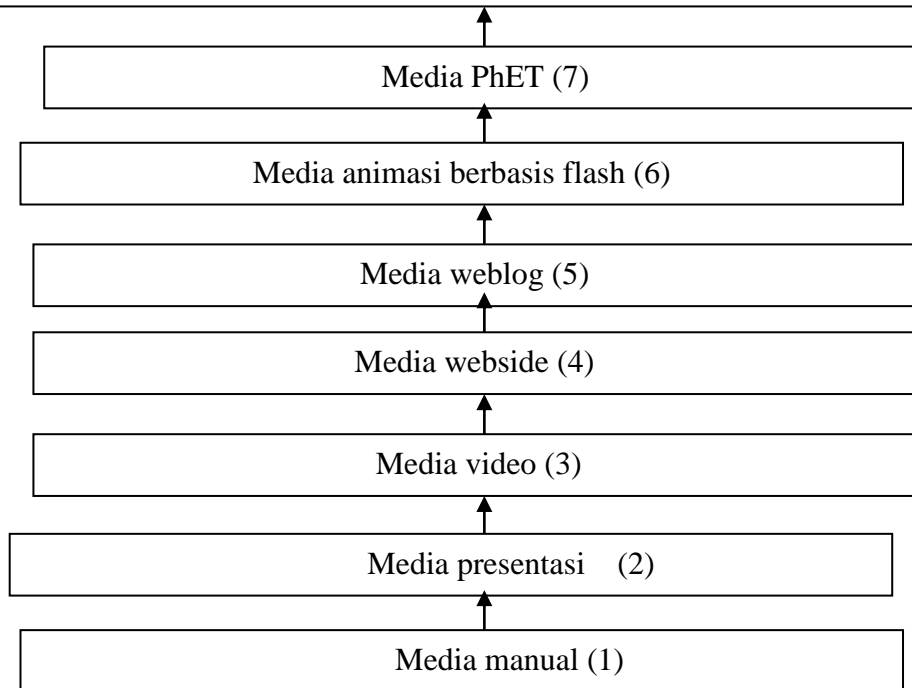 Media PhET (7)
Media animasi berbasis flash (6)
Media weblog (5)
Media webside (4)
Media video (3)
Media presentasi (2)
Media manual (1)